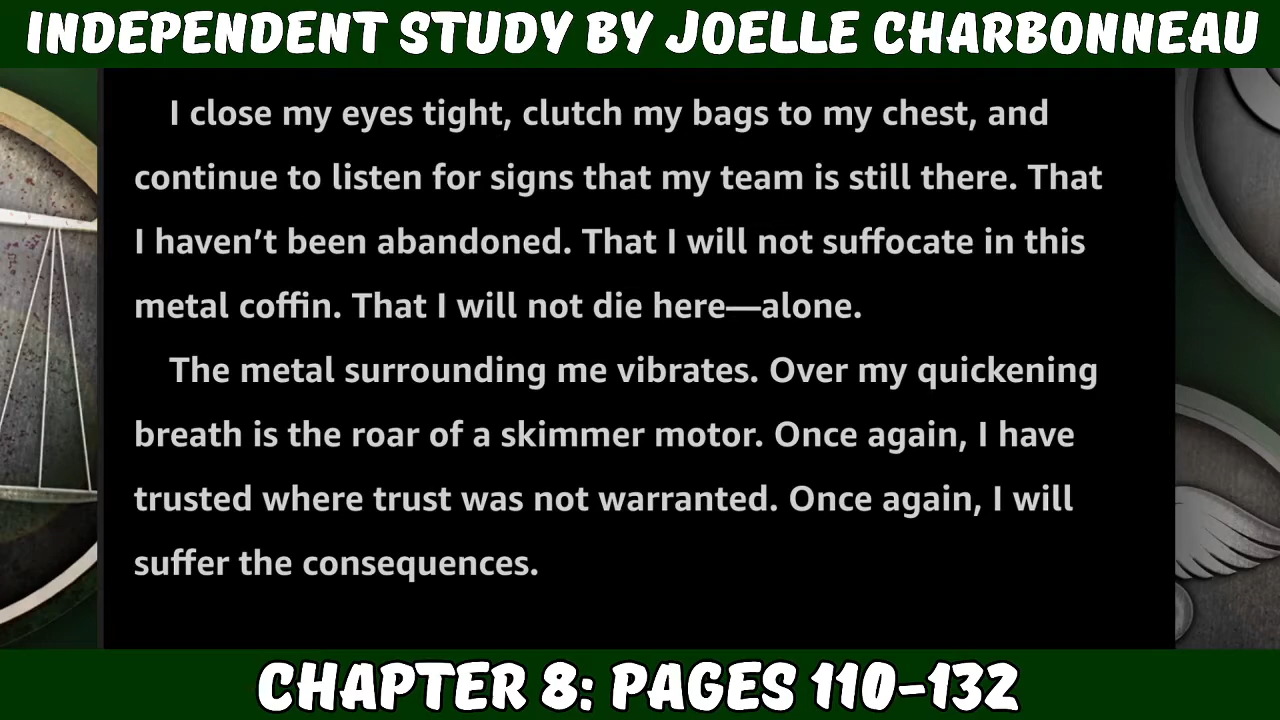 INDEPENDENT STUDY BY JOELLE CHARBONNEAU
I close my eyes tight, clutch my bags to my chest, and
continue to listen for signs that my team is still there. That
I haven’t been abandoned. That I will not suffocate in this
metal coffin. That I will not die here—alone.
The metal surrounding me vibrates. Over my quickening
breath is the roar of a skimmer motor. Once again, I have
trusted where trust was not warranted. Once again, I will
suffer the consequences.
CHAPTER 8: PAGES 110-132